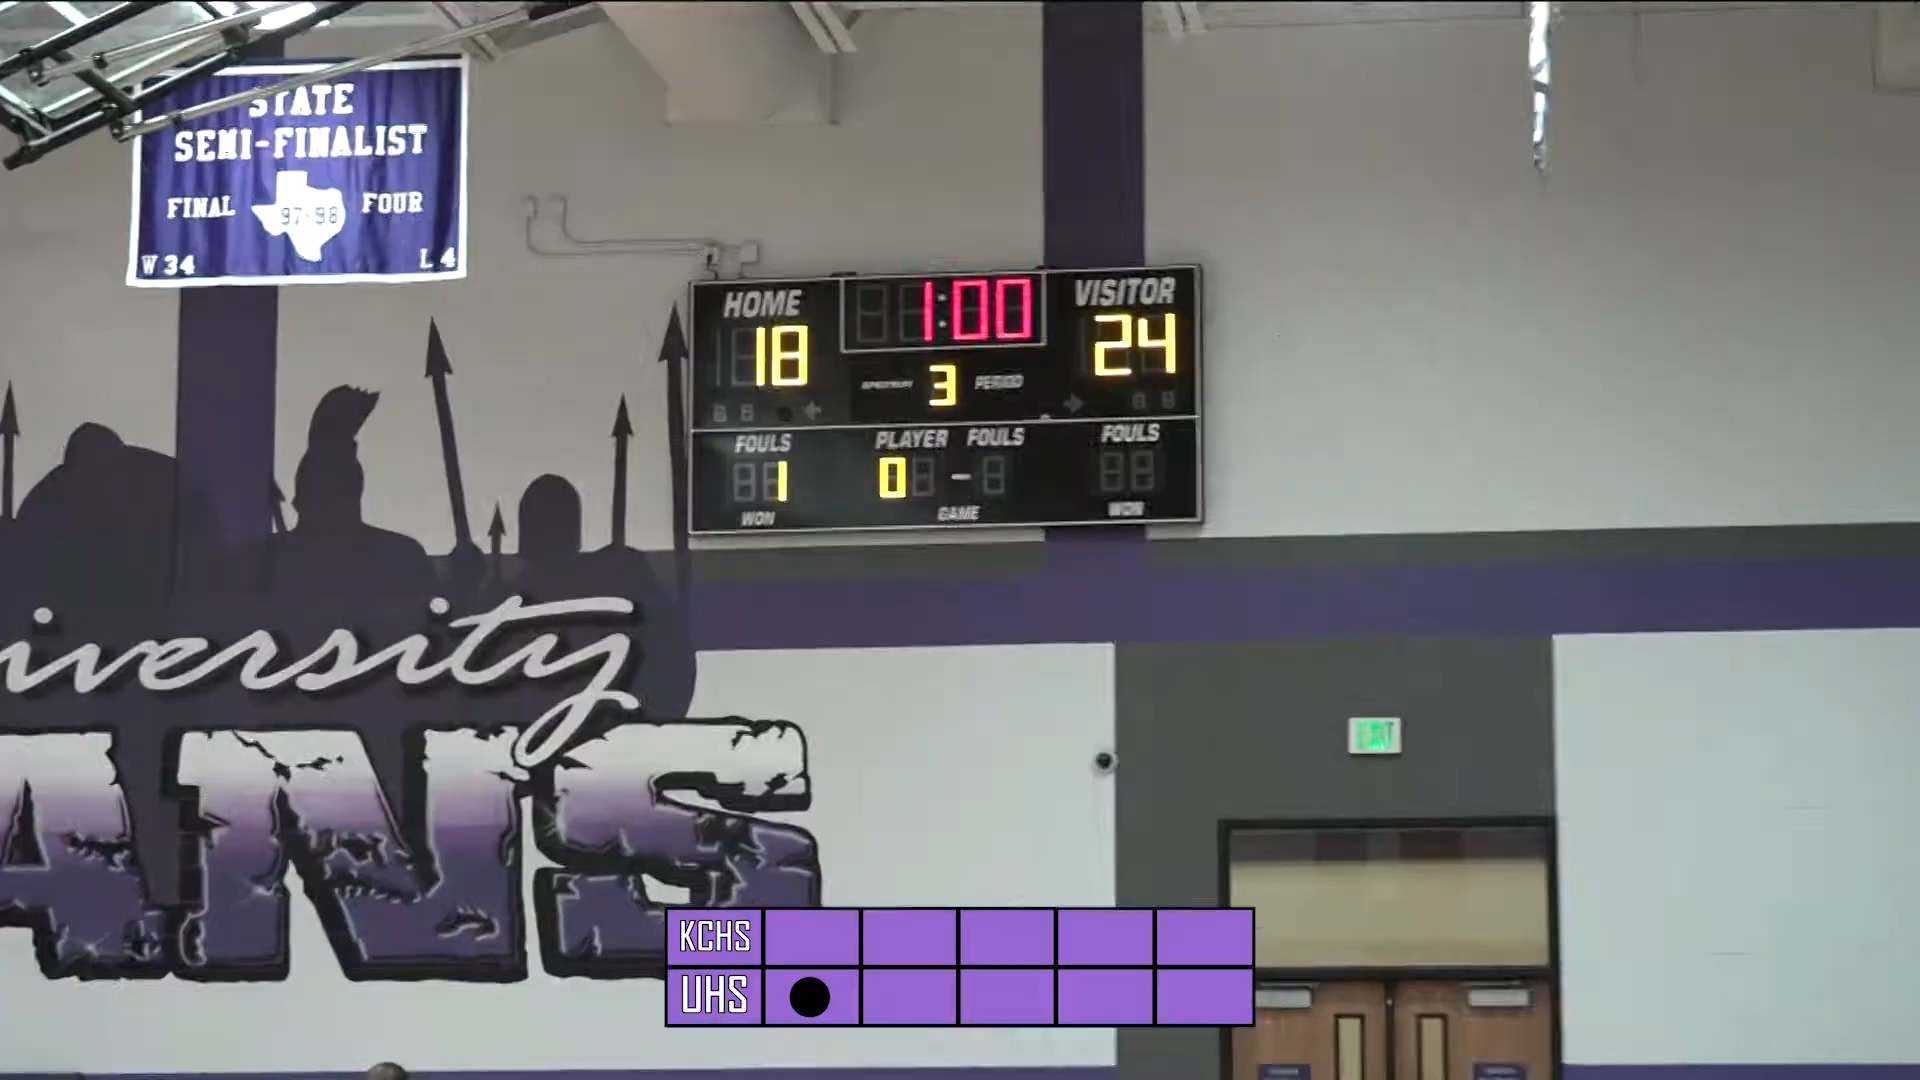 STATE
SEMI-FINALIST
FINAL 97-98 FOUR
W 34 L 4
HOME 1:00 VISITOR
18 24
3 PERIOD
FOULS PLAYER FOULS FOULS
1 0 -
WON GAME WON
iversity
ANS
EXIT
KCHS
UHS